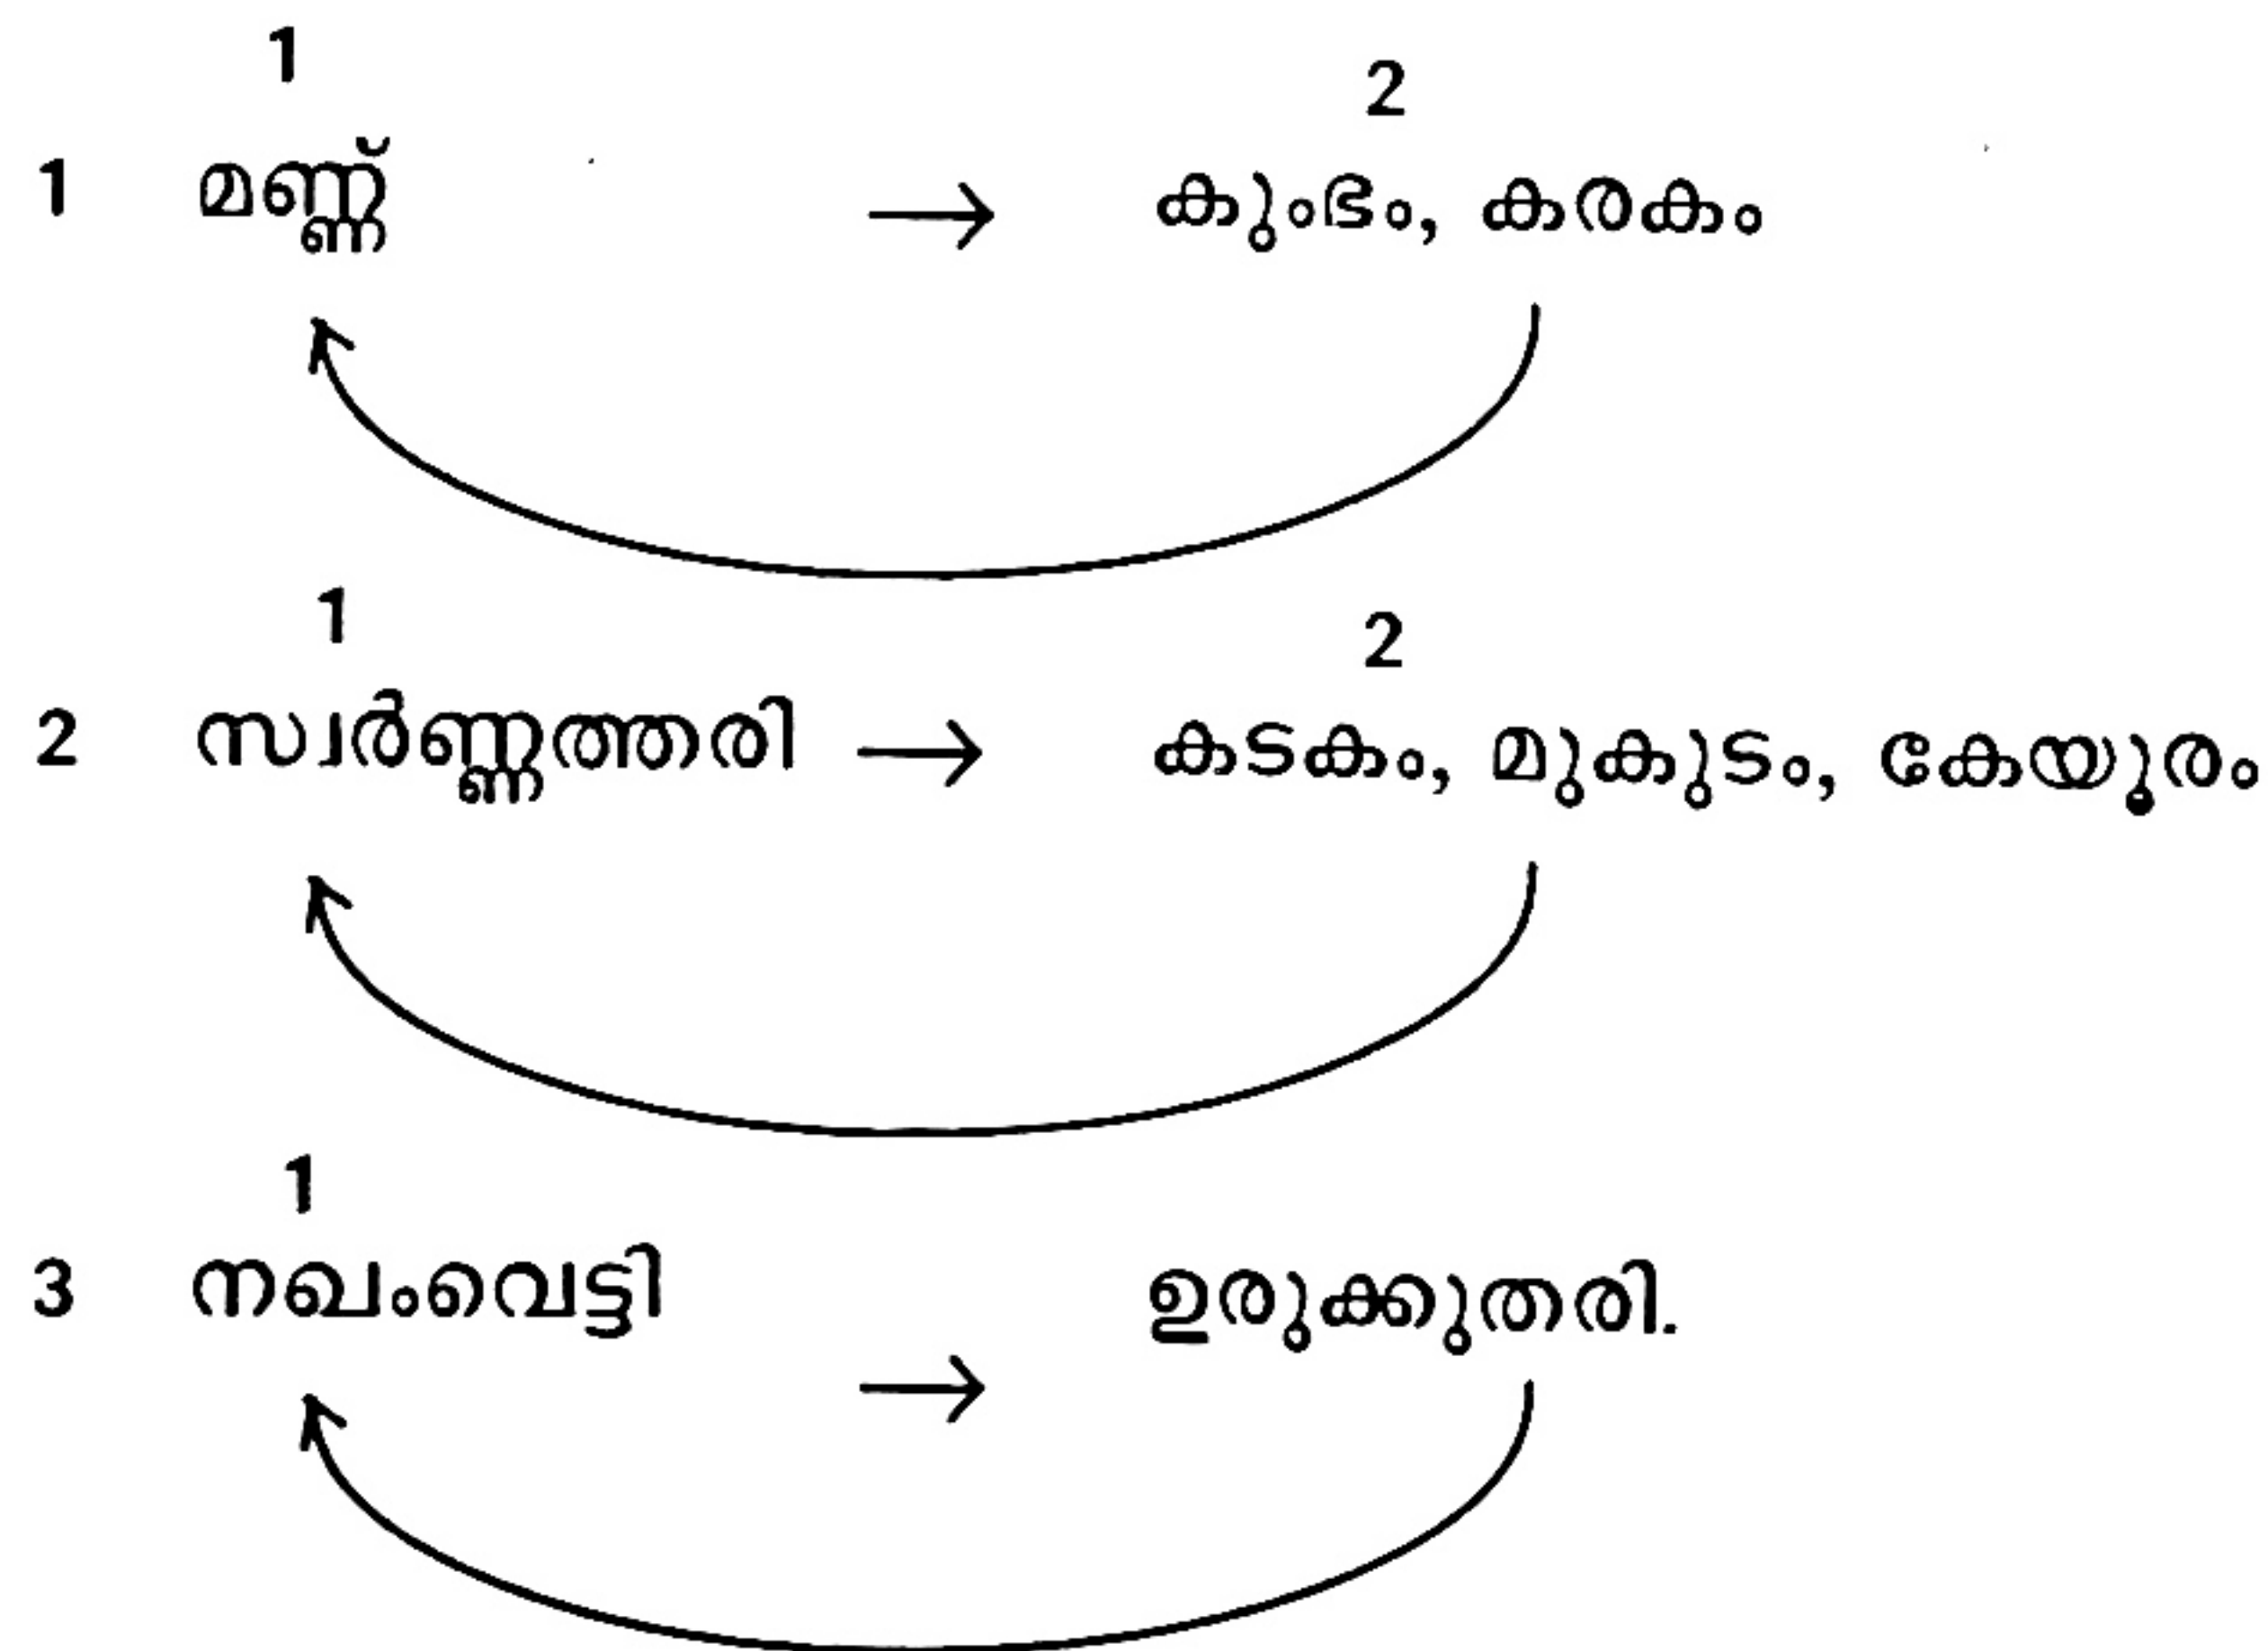 1 2
1 മണ്ണ് → കുംഭം, കരകം
1 2
2 സ്വർണ്ണത്തരി → കടകം, മുകുടം, കേയൂരം
1
3 നഖംവെട്ടി → ഉരുക്കുതരി.